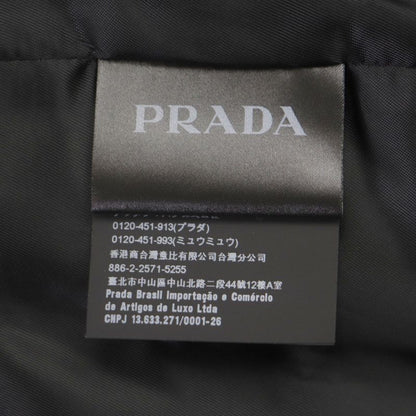 PRADA
0120-451-913(プラダ)
0120-451-993(ミュウミュウ)
香港商台灣意比有限公司台灣分公司
886-2-2571-5255
臺北市中山區中山北路二段44號12樓A室
Prada Brasil Importação e Comércio
de Artigos de Luxo Ltda
CNPJ 13.633.271/0001-26